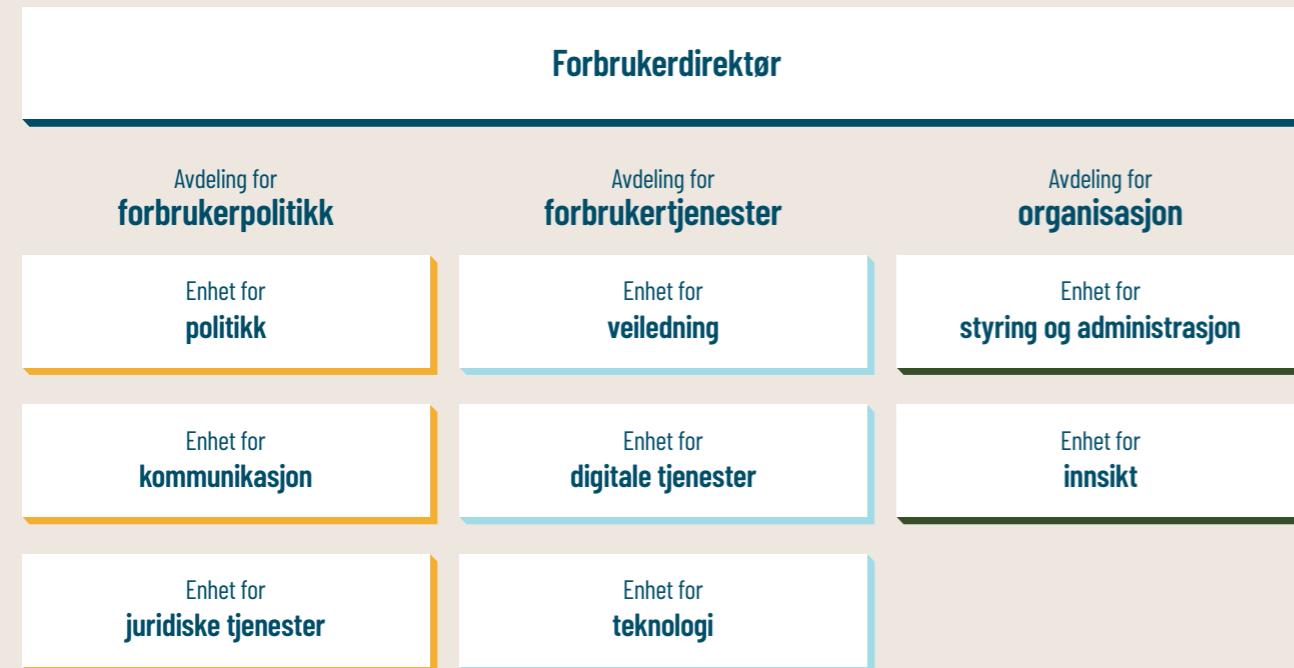 Forbrukerdirektør
Avdeling for
forbrukerpolitikk
Enhet for
politikk
Enhet for
kommunikasjon
Enhet for
juridiske tjenester
Avdeling for
forbrukertjenester
Enhet for
veiledning
Enhet for
digitale tjenester
Enhet for
teknologi
Avdeling for
organisasjon
Enhet for
styring og administrasjon
Enhet for
innsikt